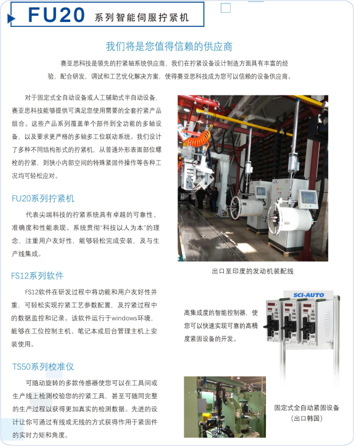 FU20 系列智能伺服拧紧机
我们将是您值得信赖的供应商
赛亚思科技是领先的拧紧轴系统供应商，我们在拧紧设备设计制造方面具有丰富的经
验、配合研发、调试和工艺优化解决方案，使得赛亚思科技成为您可以信赖的设备供应商。
对于固定式全自动设备或人工辅助式半自动设备，
赛亚思科技能够提供可满足您使用需要的全套拧紧产品
组合。这些产品系列覆盖单个部件到全功能的多轴设
备，以及要求更严格的多轴多工位联动系统。我们设计
了多种不同结构形式的拧紧机，从普通外形表面部位螺
栓的拧紧，到狭小内部空间的特殊紧固件操作等各种工
况均可轻松应对。
FU20系列拧紧机
代表尖端科技的拧紧系统具有卓越的可靠性、
准确度和性能表现。系统贯彻“科技以人为本”的理
念，注重用户友好性，能够轻松完成安装，及与生
产线集成。
出口至印度的发动机装配线
FS12系列软件
FS12软件在研发过程中将功能和用户友好性并
重，可轻松实现拧紧工艺参数配置，及拧紧过程中
的数据监控和记录。该软件运行于windows环境，
能够在工位控制主机、笔记本或后台管理主机上安
装使用。
SCI-AUTO
高集成度的智能控制器，使
您可以快速实现可靠的高精
度紧固设备的开发。
TS50系列校准仪
可随动旋转的多款传感器使您可以在工具间或
生产线上检测校验您的拧紧工具，甚至可随同完整
的生产过程以获得更加真实的检测数据。先进的设
计让你可通过有线或无线的方式获得作用于紧固件
的实时力矩和角度。
固定式全自动紧固设备
（出口韩国）